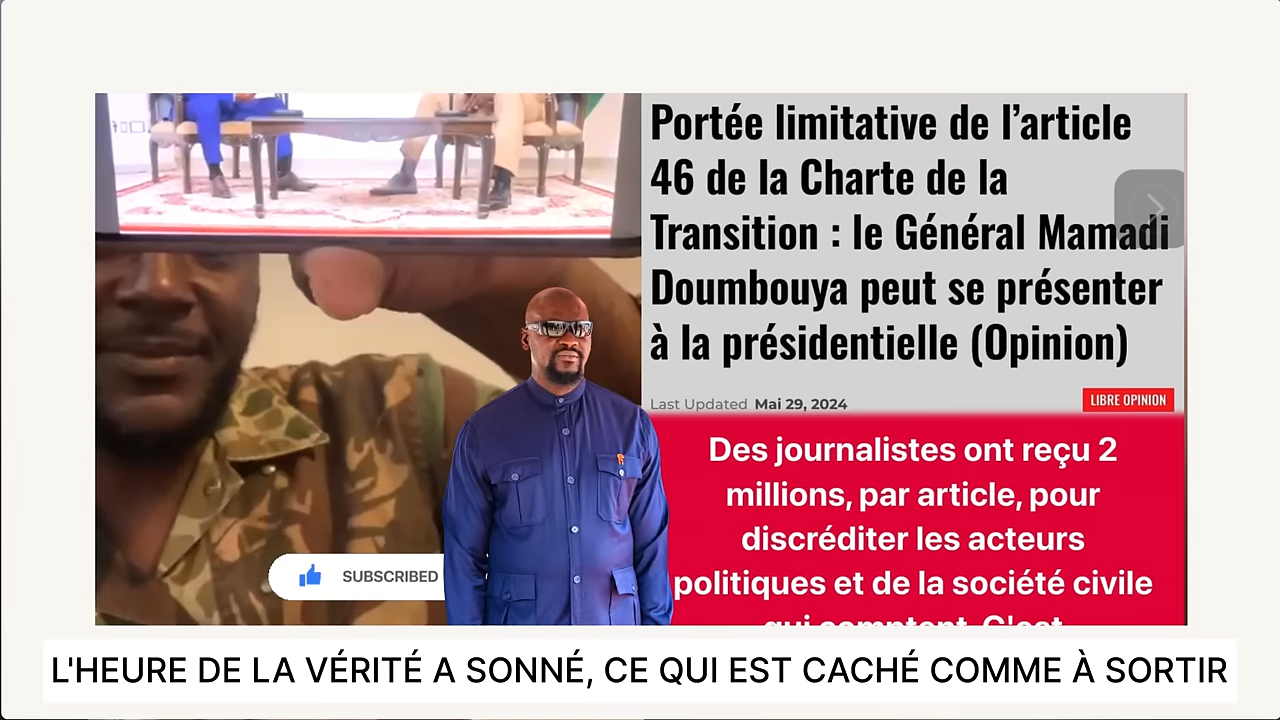 Portée limitative de l’article
46 de la Charte de la
Transition : le Général Mamadi
Doumbouya peut se présenter
à la présidentielle (Opinion)
Last Updated Mai 29, 2024
LIBRE OPINION
Des journalistes ont reçu 2
millions, par article, pour
discréditer les acteurs
politiques et de la société civile
qui comptent. C'est
SUBSCRIBED
L'HEURE DE LA VÉRITÉ A SONNÉ, CE QUI EST CACHÉ COMME À SORTIR